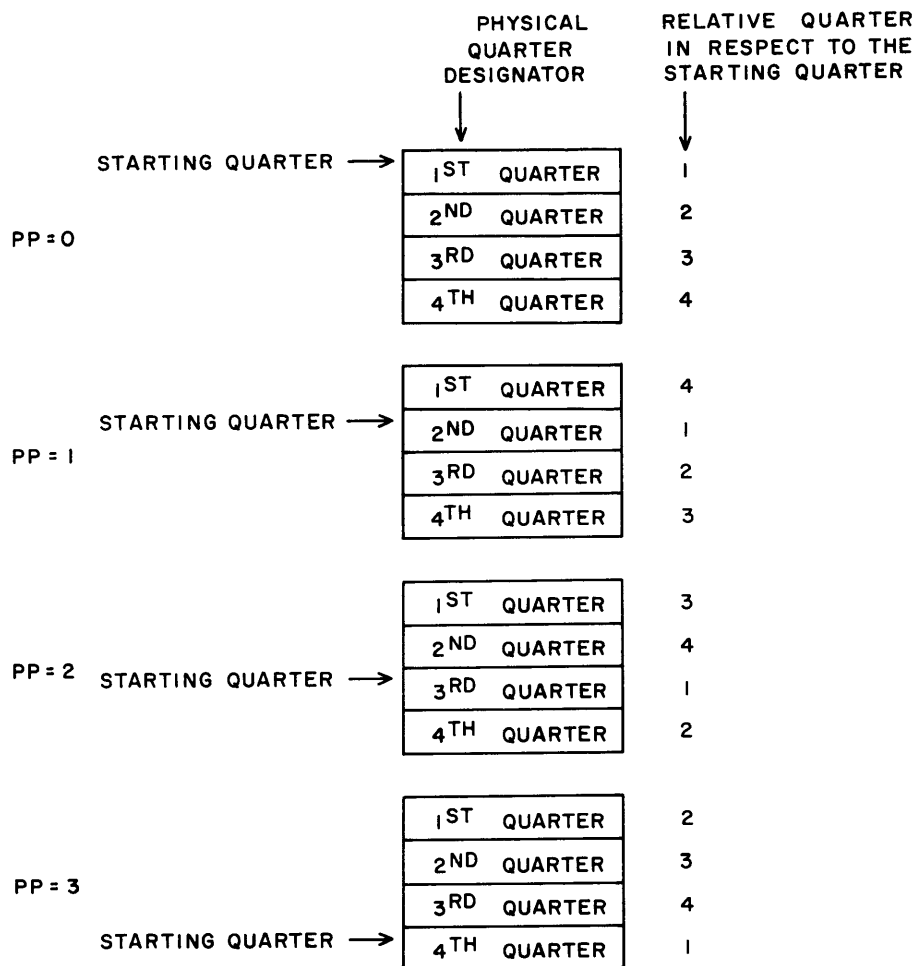 PHYSICAL QUARTER DESIGNATOR
RELATIVE QUARTER IN RESPECT TO THE STARTING QUARTER
PP=0
STARTING QUARTER
1ST QUARTER 1
2ND QUARTER 2
3RD QUARTER 3
4TH QUARTER 4
PP=1
STARTING QUARTER
1ST QUARTER 4
2ND QUARTER 1
3RD QUARTER 2
4TH QUARTER 3
PP=2
STARTING QUARTER
1ST QUARTER 3
2ND QUARTER 4
3RD QUARTER 1
4TH QUARTER 2
PP=3
STARTING QUARTER
1ST QUARTER 2
2ND QUARTER 3
3RD QUARTER 4
4TH QUARTER 1